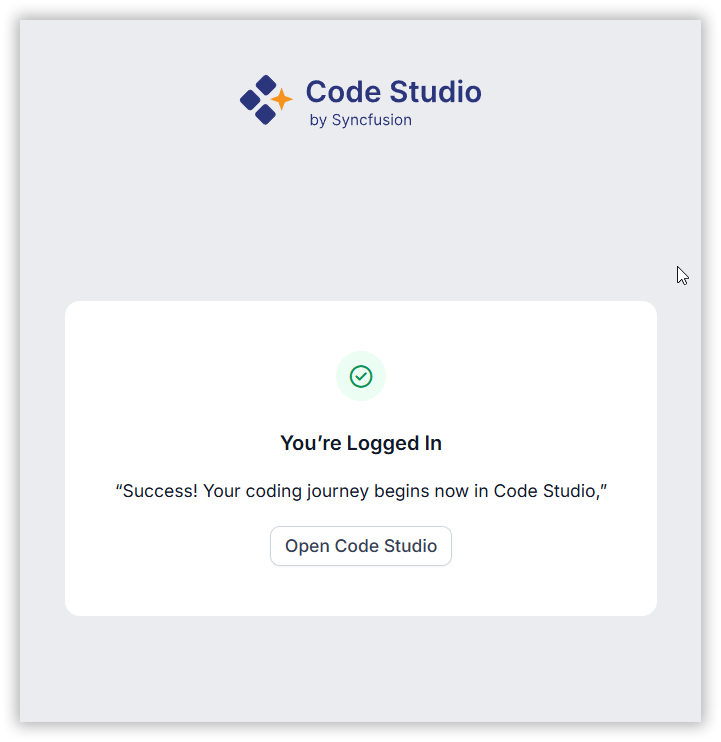 Code Studio
by Syncfusion
You’re Logged In
“Success! Your coding journey begins now in Code Studio,”
Open Code Studio